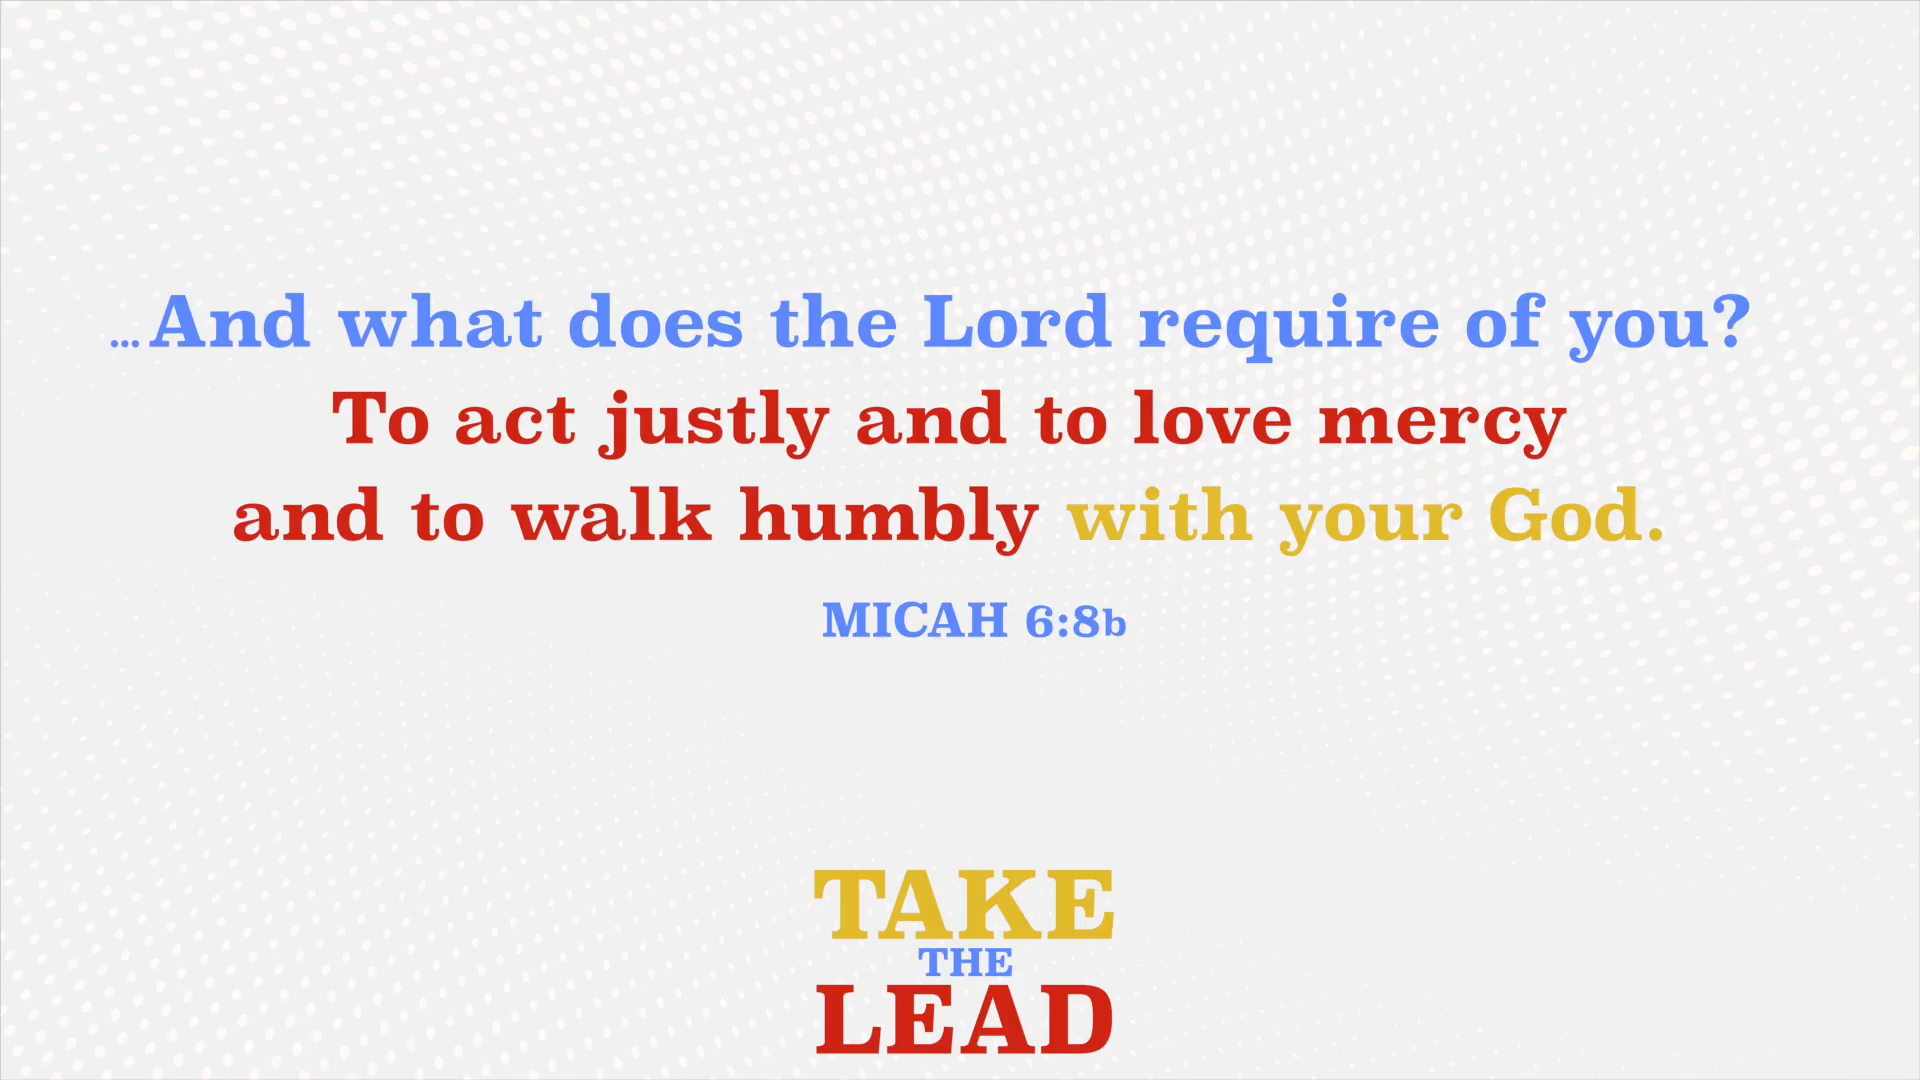 ...And what does the Lord require of you?
To act justly and to love mercy
and to walk humbly with your God.
MICAH 6:8b
TAKE
THE
LEAD